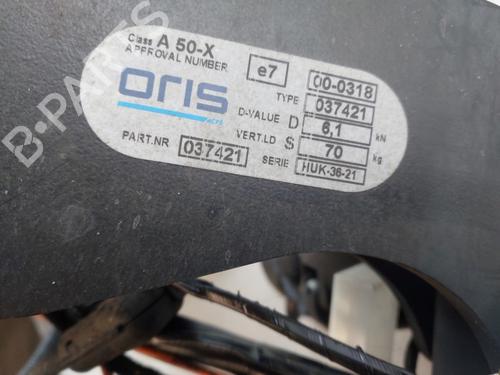 Class A 50-X
APPROVAL NUMBER e7 00-0318
ORIS
TYPE 037421
D-VALUE D 6,1 kN
VERT.LD S 70 kg
PART.NR 037421 SERIE HUK-36-21
B-PARTS